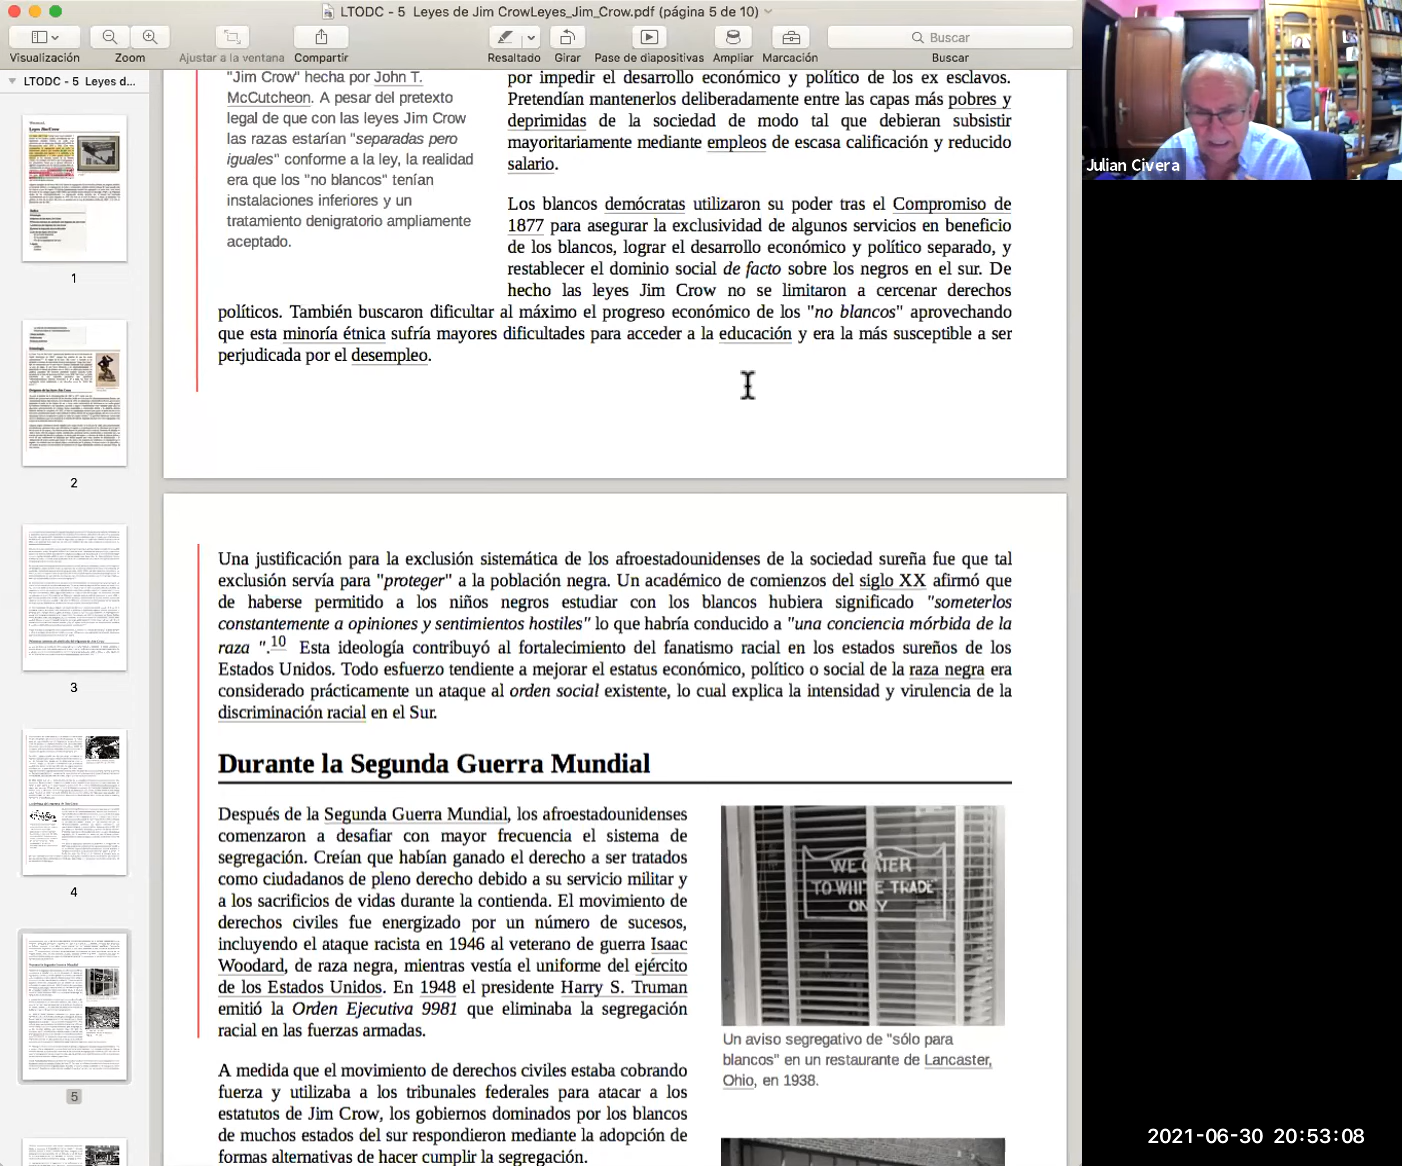 LTODC - 5 Leyes de Jim CrowLeyes_Jim_Crow.pdf (página 5 de 10)
Visualización
Zoom
Ajustar a la ventana
Compartir
Resaltado
Girar
Pase de diapositivas
Ampliar
Marcación
Buscar
Buscar
LTODC - 5 Leyes d...
1
2
3
4
5
"Jim Crow" hecha por John T.
McCutcheon. A pesar del pretexto
legal de que con las leyes Jim Crow
las razas estarían "separadas pero
iguales" conforme a la ley, la realidad
era que los "no blancos" tenían
instalaciones inferiores y un
tratamiento denigratorio ampliamente
aceptado.
por impedir el desarrollo económico y político de los ex esclavos.
Pretendían mantenerlos deliberadamente entre las capas más pobres y
deprimidas de la sociedad de modo tal que debieran subsistir
mayoritariamente mediante empleos de escasa calificación y reducido
salario.
Los blancos demócratas utilizaron su poder tras el Compromiso de
1877 para asegurar la exclusividad de algunos servicios en beneficio
de los blancos, lograr el desarrollo económico y político separado, y
restablecer el dominio social de facto sobre los negros en el sur. De
hecho las leyes Jim Crow no se limitaron a cercenar derechos
políticos. También buscaron dificultar al máximo el progreso económico de los "no blancos" aprovechando
que esta minoría étnica sufría mayores dificultades para acceder a la educación y era la más susceptible a ser
perjudicada por el desempleo.
Una justificación para la exclusión sistemática de los afroestadounidenses de la sociedad sureña fue que tal
exclusión servía para "proteger" a la población negra. Un académico de comienzos del siglo XX afirmó que
de haberse permitido a los niños negros estudiar con los blancos hubiera significado "someterlos
constantemente a opiniones y sentimientos hostiles" lo que habría conducido a "una conciencia mórbida de la
raza ".10 Esta ideología contribuyó al fortalecimiento del fanatismo racial en los estados sureños de los
Estados Unidos. Todo esfuerzo tendiente a mejorar el estatus económico, político o social de la raza negra era
considerado prácticamente un ataque al orden social existente, lo cual explica la intensidad y virulencia de la
discriminación racial en el Sur.
Durante la Segunda Guerra Mundial
Después de la Segunda Guerra Mundial, los afroestadounidenses
comenzaron a desafiar con mayor frecuencia el sistema de
segregación. Creían que habían ganado el derecho a ser tratados
como ciudadanos de pleno derecho debido a su servicio militar y
a los sacrificios de vidas durante la contienda. El movimiento de
derechos civiles fue energizado por un número de sucesos,
incluyendo el ataque racista en 1946 al veterano de guerra Isaac
Woodard, de raza negra, mientras vestía el uniforme del ejército
de los Estados Unidos. En 1948 el presidente Harry S. Truman
emitió la Orden Ejecutiva 9981 que eliminaba la segregación
racial en las fuerzas armadas.
A medida que el movimiento de derechos civiles estaba cobrando
fuerza y utilizaba a los tribunales federales para atacar a los
estatutos de Jim Crow, los gobiernos dominados por los blancos
de muchos estados del sur respondieron mediante la adopción de
formas alternativas de hacer cumplir la segregación.
WE CATER
TO WHITE TRADE
ONLY
Un aviso segregativo de "sólo para
blancos" en un restaurante de Lancaster,
Ohio, en 1938.
Julian Civera
2021-06-30 20:53:08